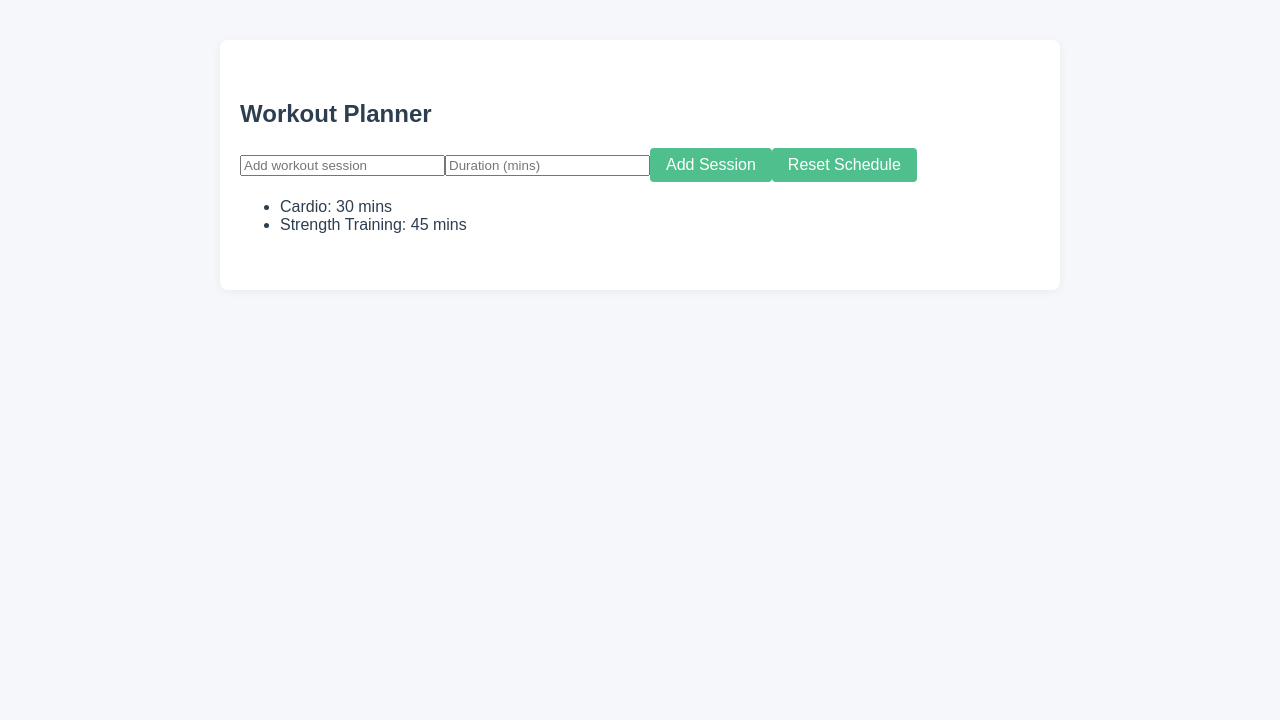 Workout Planner
Add workout session Duration (mins) Add Session Reset Schedule
Cardio: 30 mins
Strength Training: 45 mins